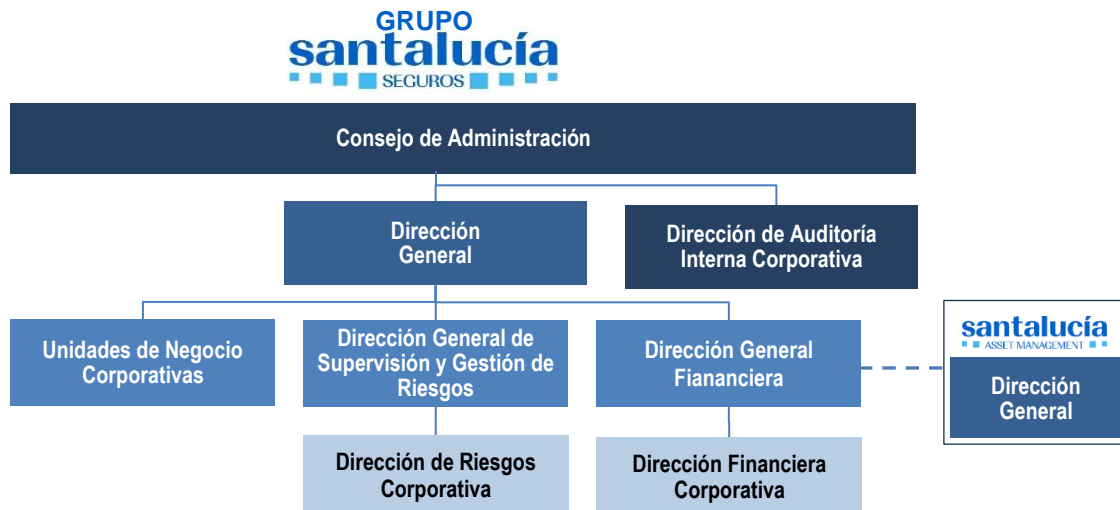 GRUPO
santalucía
SEGUROS
Consejo de Administración
Dirección
General
Dirección de Auditoría
Interna Corporativa
Unidades de Negocio
Corporativas
Dirección General de
Supervisión y Gestión de
Riesgos
Dirección General
Fiananciera
santalucía
ASSET MANAGEMENT
Dirección
General
Dirección de Riesgos
Corporativa
Dirección Financiera
Corporativa